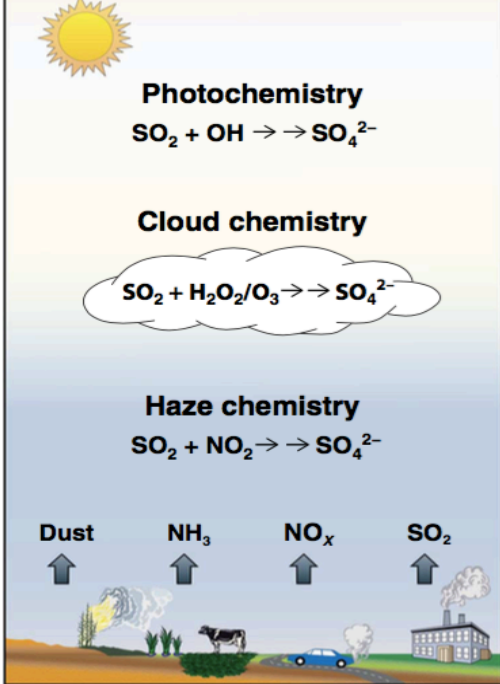 Photochemistry
SO₂ + OH → → SO₄²⁻
Cloud chemistry
SO₂ + H₂O₂/O₃→→ SO₄²⁻
Haze chemistry
SO₂ + NO₂→ → SO₄²⁻
Dust NH₃ NOₓ SO₂